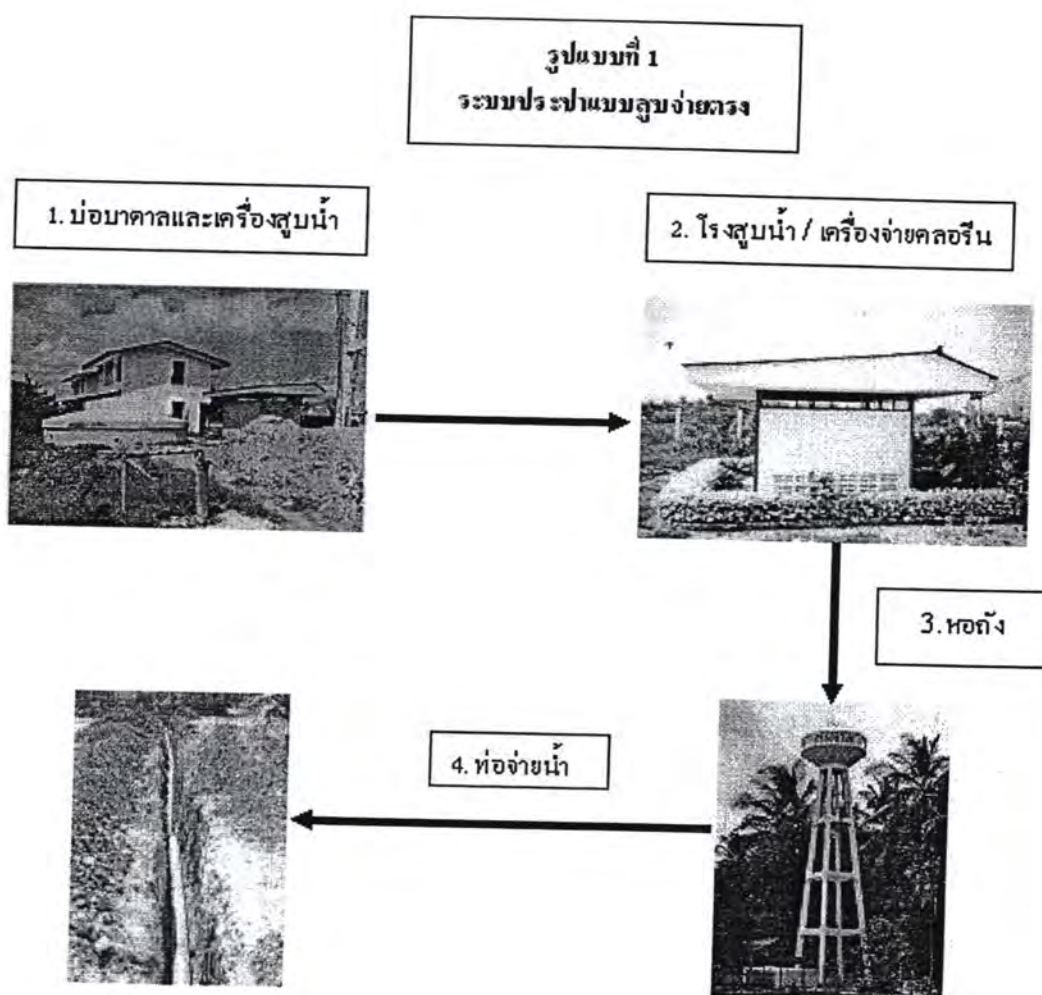 รูปแบบที่ 1
ระบบประปาแบบสูบจ่ายตรง
1. บ่อบาดาลและเครื่องสูบน้ำ
2. โรงสูบน้ำ / เครื่องจ่ายคลอรีน
3. หอถัง
4. ท่อจ่ายน้ำ